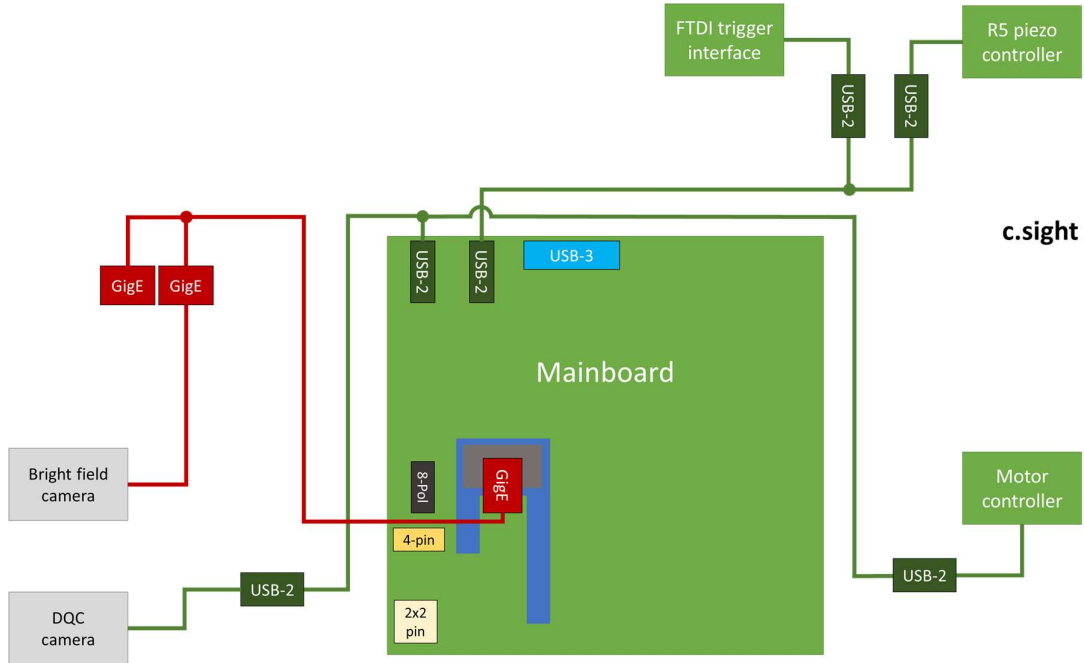 FTDI trigger
interface
R5 piezo
controller
USB-2
USB-2
c.sight
GigE
GigE
USB-2
USB-2
USB-3
Mainboard
Bright field
camera
8-Pol
GigE
Motor
controller
4-pin
USB-2
USB-2
DQC
camera
2x2
pin